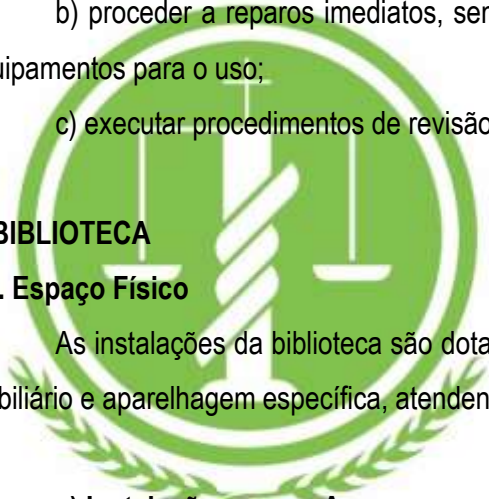 b) proceder a reparos imediatos, sem
uipamentos para o uso;
c) executar procedimentos de revisão
BIBLIOTECA
. Espaço Físico
As instalações da biblioteca são dota
biliário e aparelhagem específica, atenden